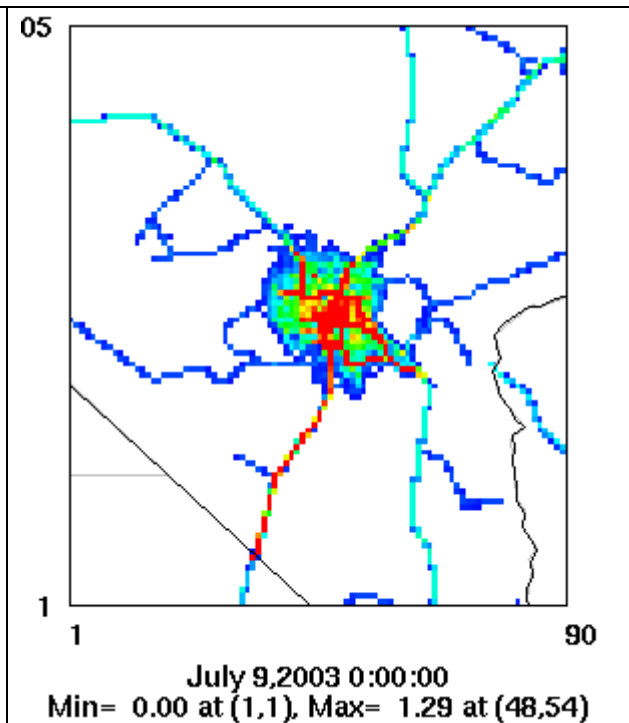 05
1
1 90
July 9,2003 0:00:00
Min= 0.00 at (1,1), Max= 1.29 at (48,54)